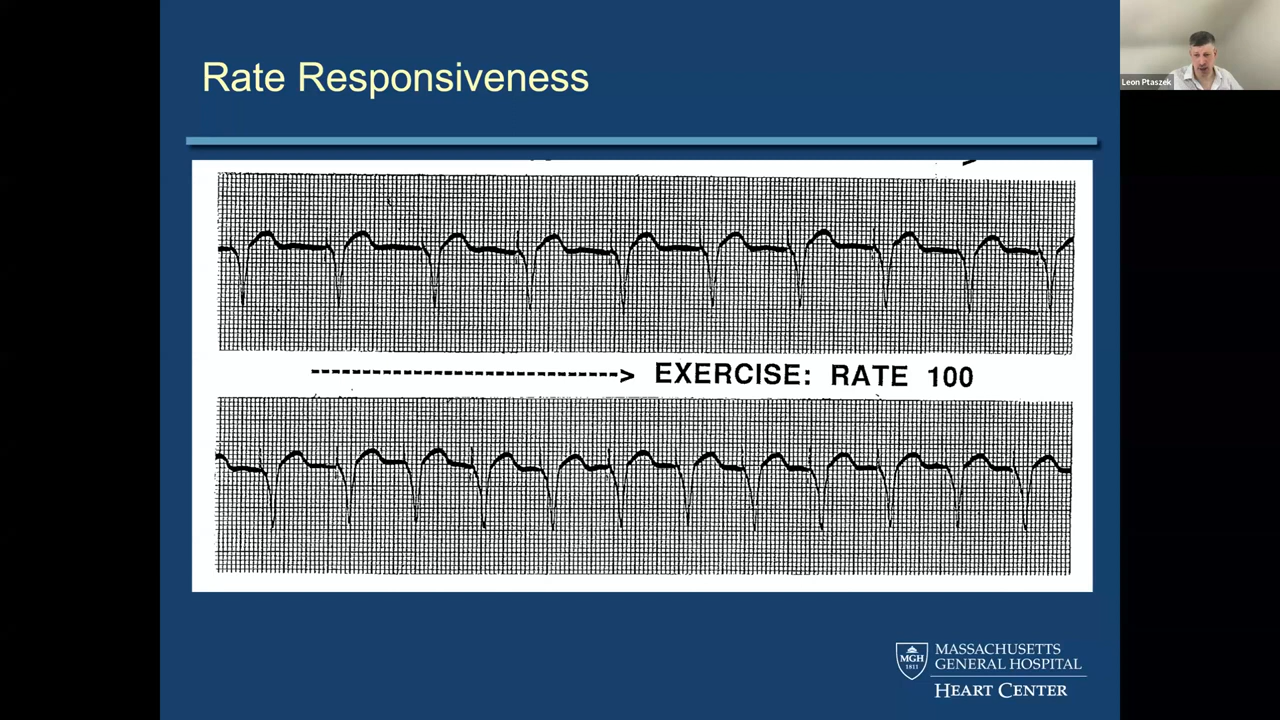 Rate Responsiveness
Leon Ptaszek
-----------------------------> EXERCISE: RATE 100
MGH
1811
MASSACHUSETTS
GENERAL HOSPITAL
HEART CENTER